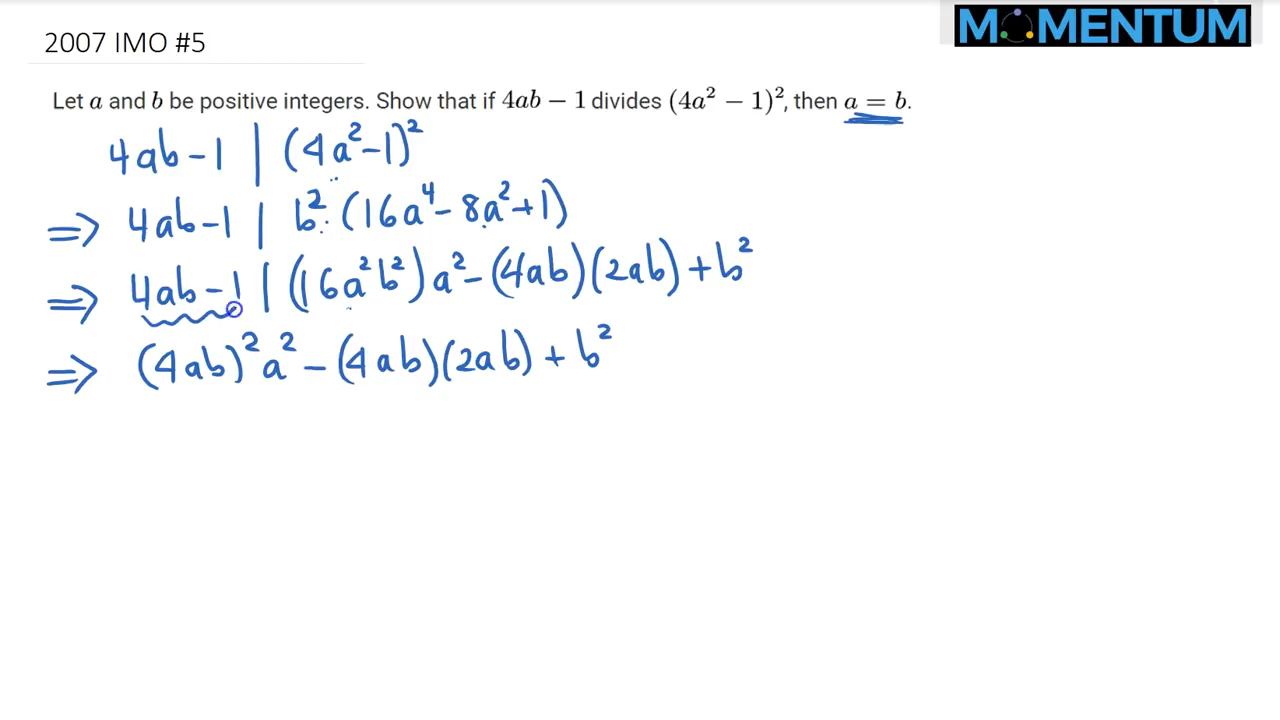 MOMENTUM
2007 IMO #5
Let a and b be positive integers. Show that if 4ab − 1 divides (4a² − 1)², then a = b.
4ab-1 | (4a²-1)²
⇒ 4ab-1 | b²·(16a⁴-8a²+1)
⇒ 4ab-1 | (16a²b²)a²-(4ab)(2ab)+b²
⇒ (4ab)²a²-(4ab)(2ab)+b²